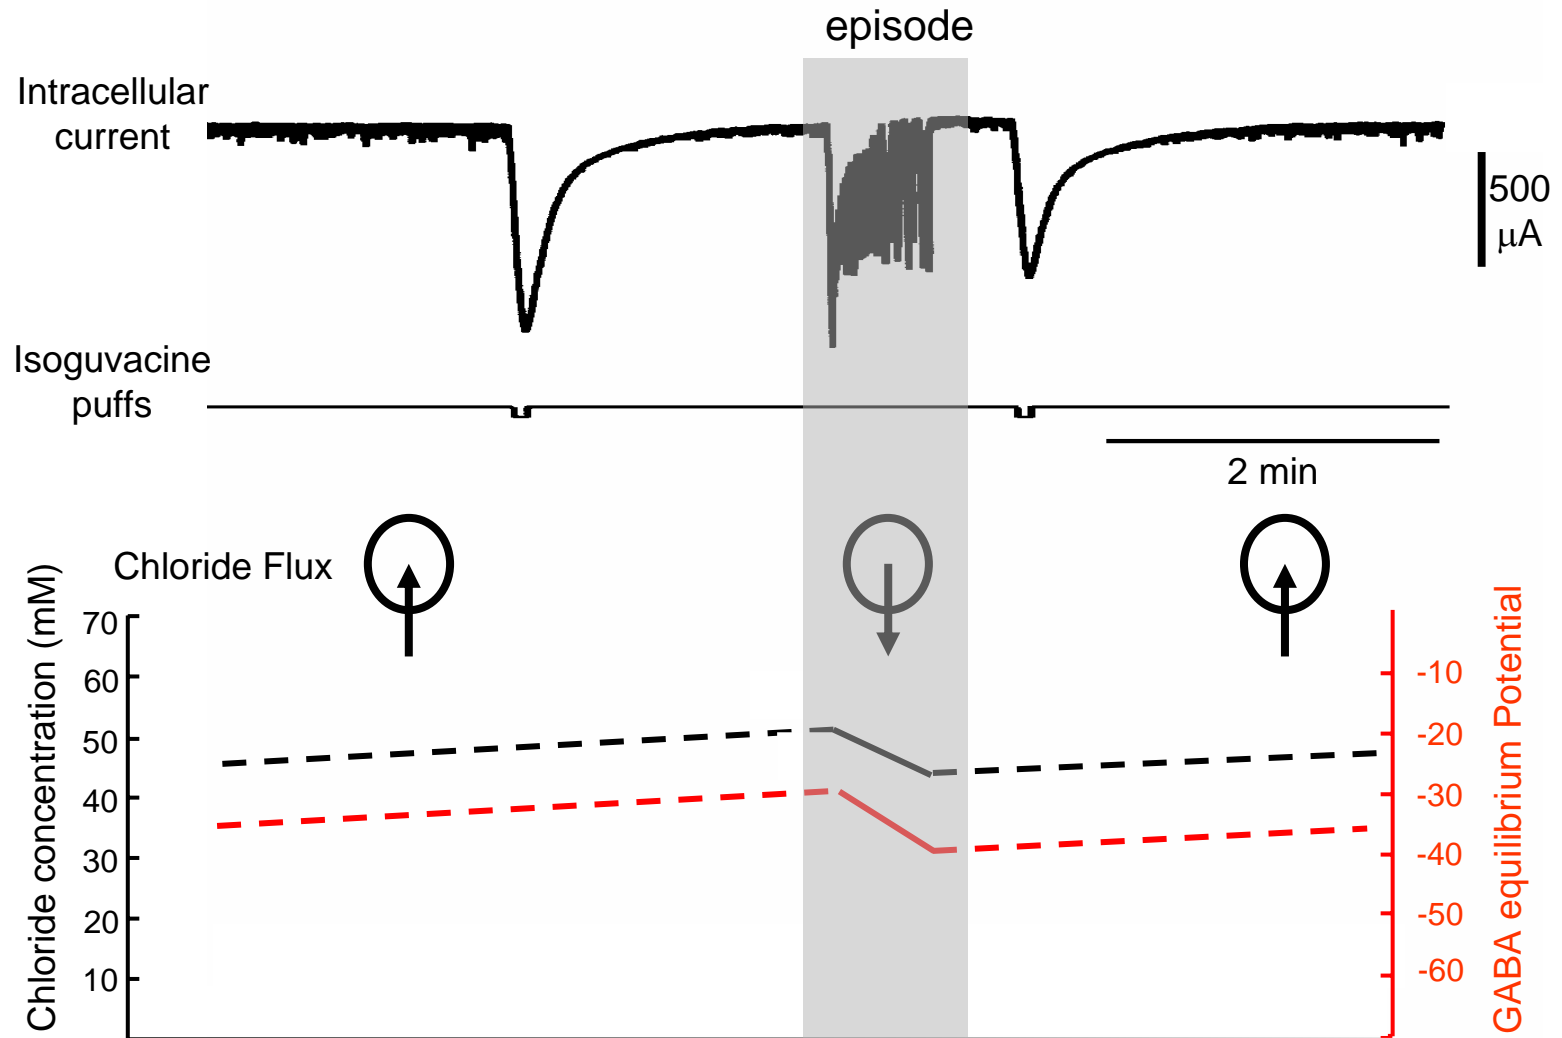 episode
Intracellular
current
500
μA
Isoguvacine
puffs
2 min
Chloride Flux
Chloride concentration (mM)
70
60
50
40
30
20
10
-10
-20
-30
-40
-50
-60
GABA equilibrium Potential